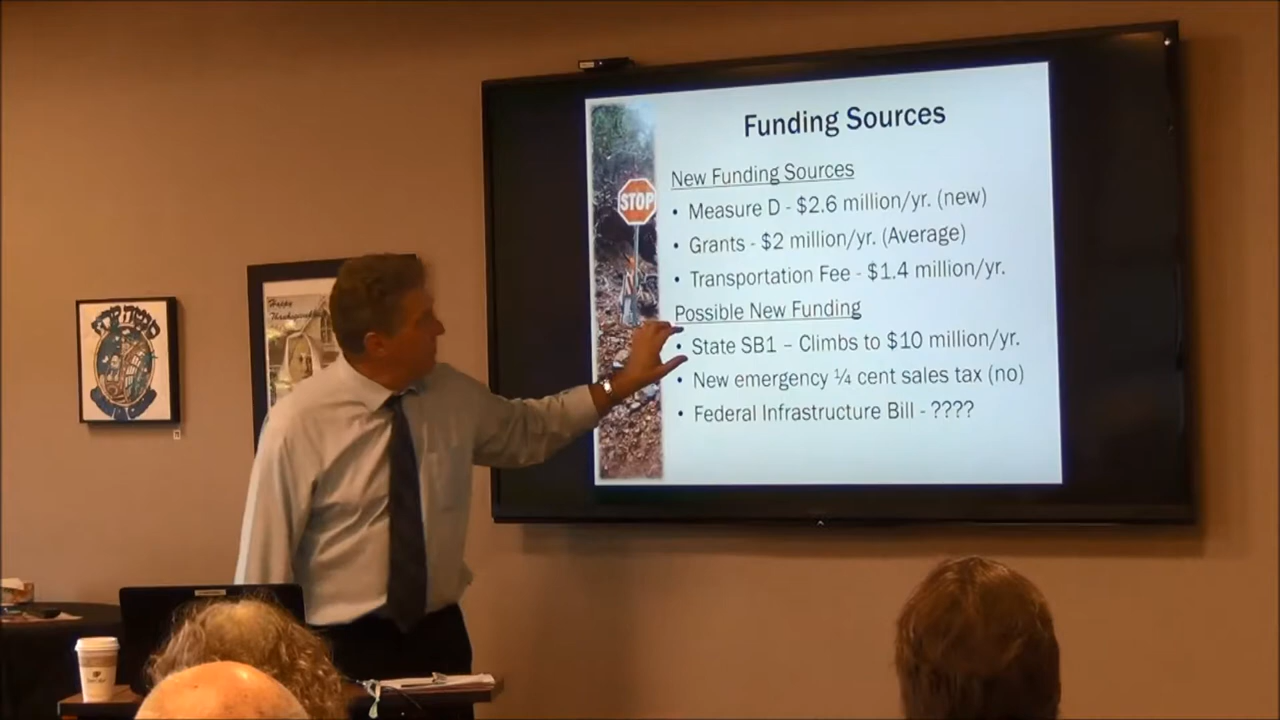 Funding Sources
New Funding Sources
• Measure D - $2.6 million/yr. (new)
• Grants - $2 million/yr. (Average)
• Transportation Fee - $1.4 million/yr.
Possible New Funding
• State SB1 – Climbs to $10 million/yr.
• New emergency ¼ cent sales tax (no)
• Federal Infrastructure Bill - ????
STOP
Happy